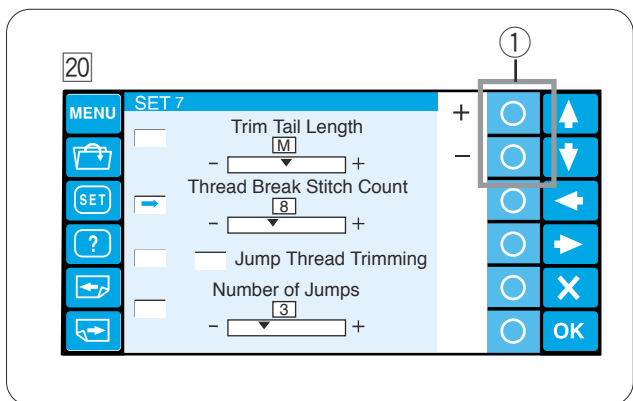 ①
20
MENU
SET 7
Trim Tail Length
M
- +
Thread Break Stitch Count
8
- +
Jump Thread Trimming
Number of Jumps
3
- +
SET
?
+
−
X
OK